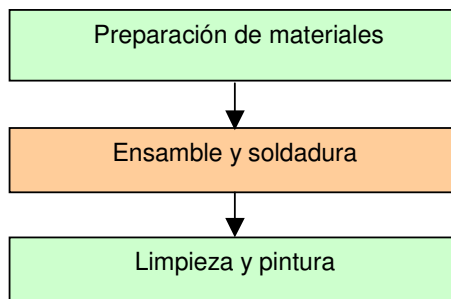 Preparación de materiales
Ensamble y soldadura
Limpieza y pintura